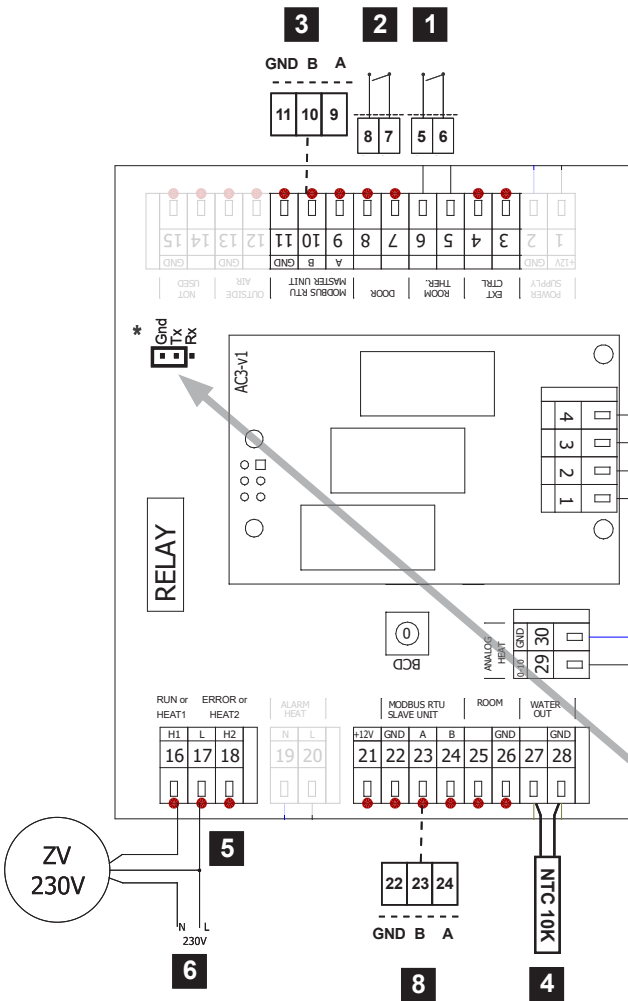 3 2 1
GND B A
11 10 9
8 7
5 6
15 14 13 12 11 10 9 8 7 6 5 4 3 2 1
GND GND GND B A GND +12V
NOT USED
OUTSIDE AIR
MODBUS RTU MASTER UNIT
DOOR
ROOM THER.
EXT CTRL
POWER SUPPLY
*
Gnd
Tx
Rx
AC3-v1
4
3
2
1
RELAY
0
BCD
ANALOG HEAT
0-10 GND
29 30
RUN or HEAT1
ERROR or HEAT2
ALARM HEAT
MODBUS RTU SLAVE UNIT
ROOM
WATER OUT
H1 L H2 N L +12V GND A B GND GND
16 17 18 19 20 21 22 23 24 25 26 27 28
5
ZV
230V
N L
230V
6
22 23 24
GND B A
8
NTC 10K
4